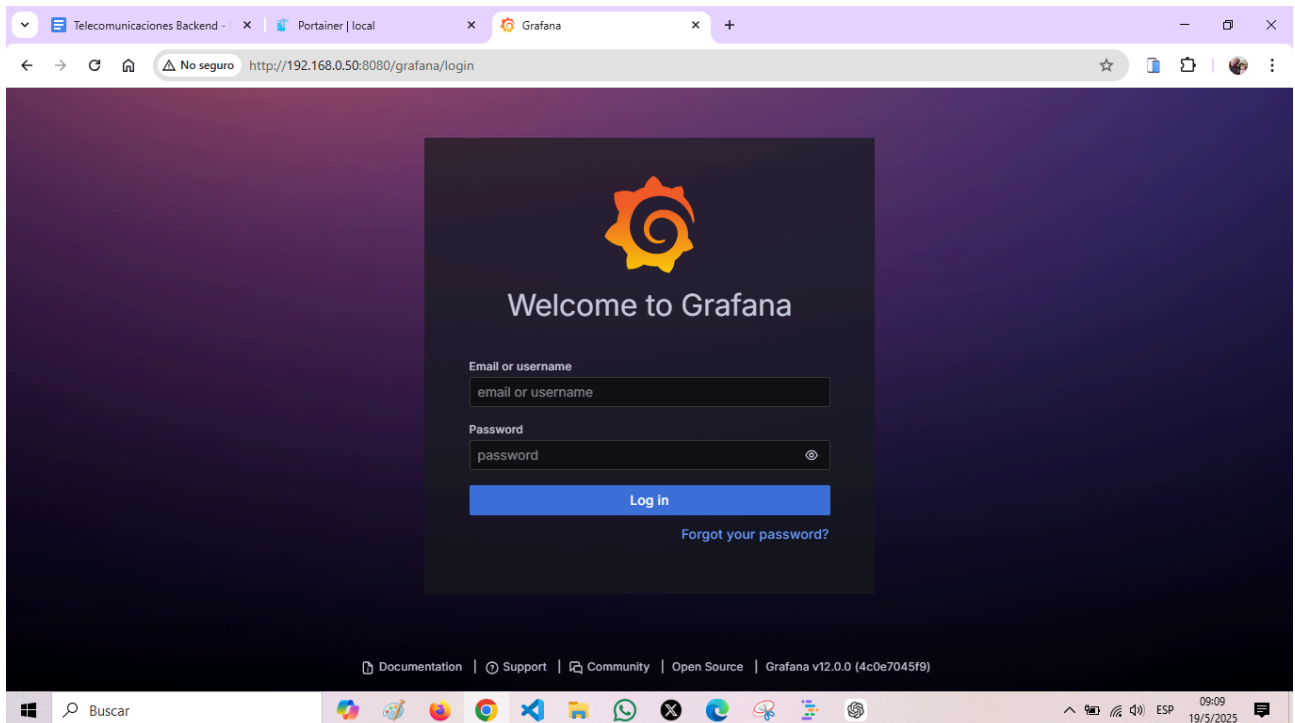 Telecomunicaciones Backend -
Portainer | local
Grafana
No seguro
http://192.168.0.50:8080/grafana/login
Welcome to Grafana
Email or username
email or username
Password
password
Log in
Forgot your password?
Documentation | Support | Community | Open Source | Grafana v12.0.0 (4c0e7045f9)
Buscar
ESP
09:09
19/5/2025